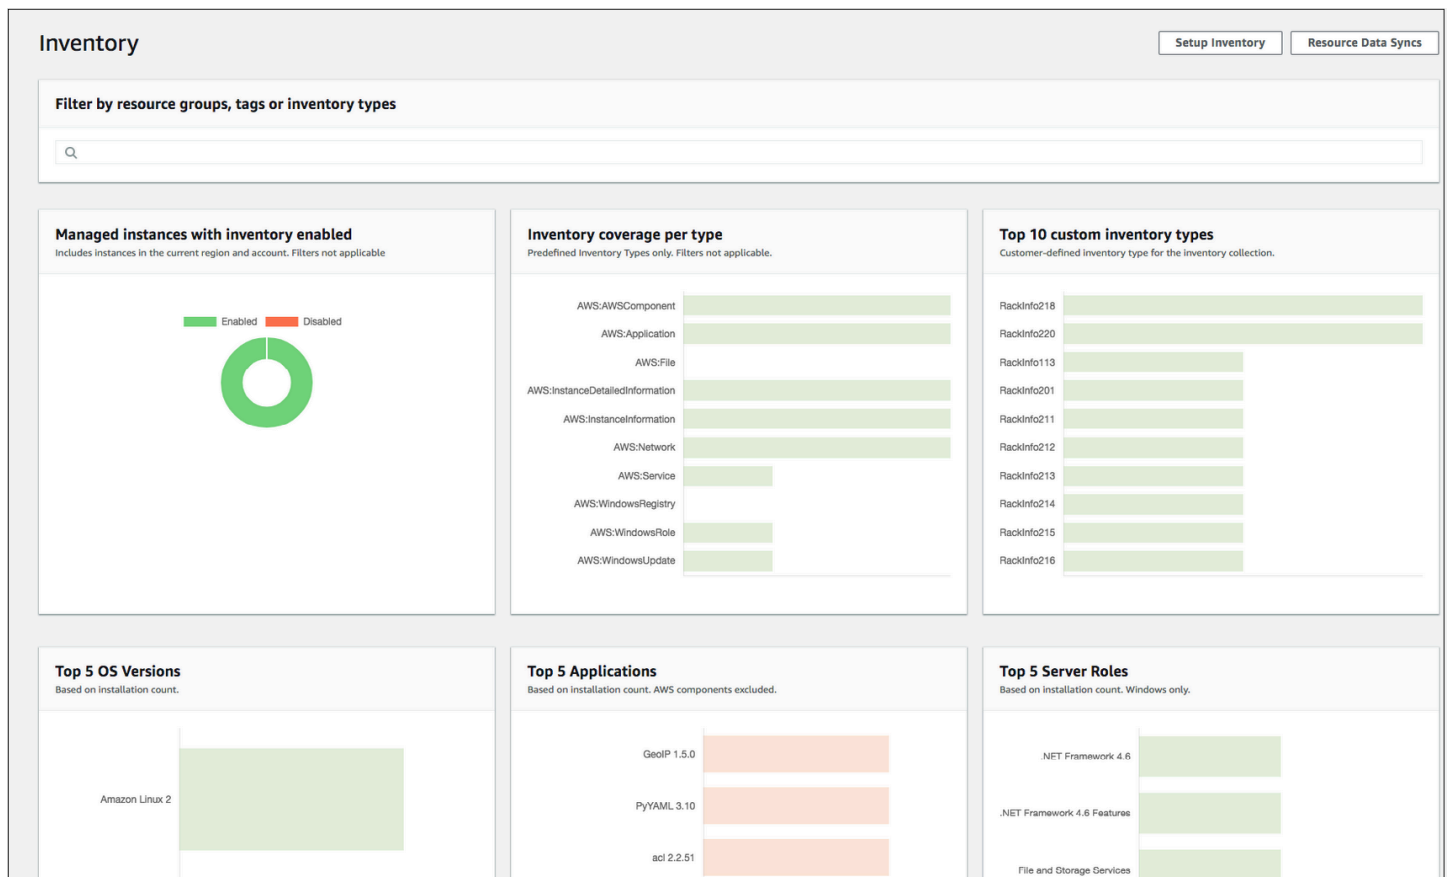 Inventory
Setup Inventory
Resource Data Syncs
Filter by resource groups, tags or inventory types
Managed instances with inventory enabled
Includes instances in the current region and account. Filters not applicable
Enabled
Disabled
Inventory coverage per type
Predefined Inventory Types only. Filters not applicable.
AWS:AWSComponent
AWS:Application
AWS:File
AWS:InstanceDetailedInformation
AWS:InstanceInformation
AWS:Network
AWS:Service
AWS:WindowsRegistry
AWS:WindowsRole
AWS:WindowsUpdate
Top 10 custom inventory types
Customer-defined inventory type for the inventory collection.
RackInfo218
RackInfo220
RackInfo113
RackInfo201
RackInfo211
RackInfo212
RackInfo213
RackInfo214
RackInfo215
RackInfo216
Top 5 OS Versions
Based on installation count.
Amazon Linux 2
Top 5 Applications
Based on installation count. AWS components excluded.
GeoIP 1.5.0
PyYAML 3.10
acl 2.2.51
Top 5 Server Roles
Based on installation count. Windows only.
.NET Framework 4.6
.NET Framework 4.6 Features
File and Storage Services